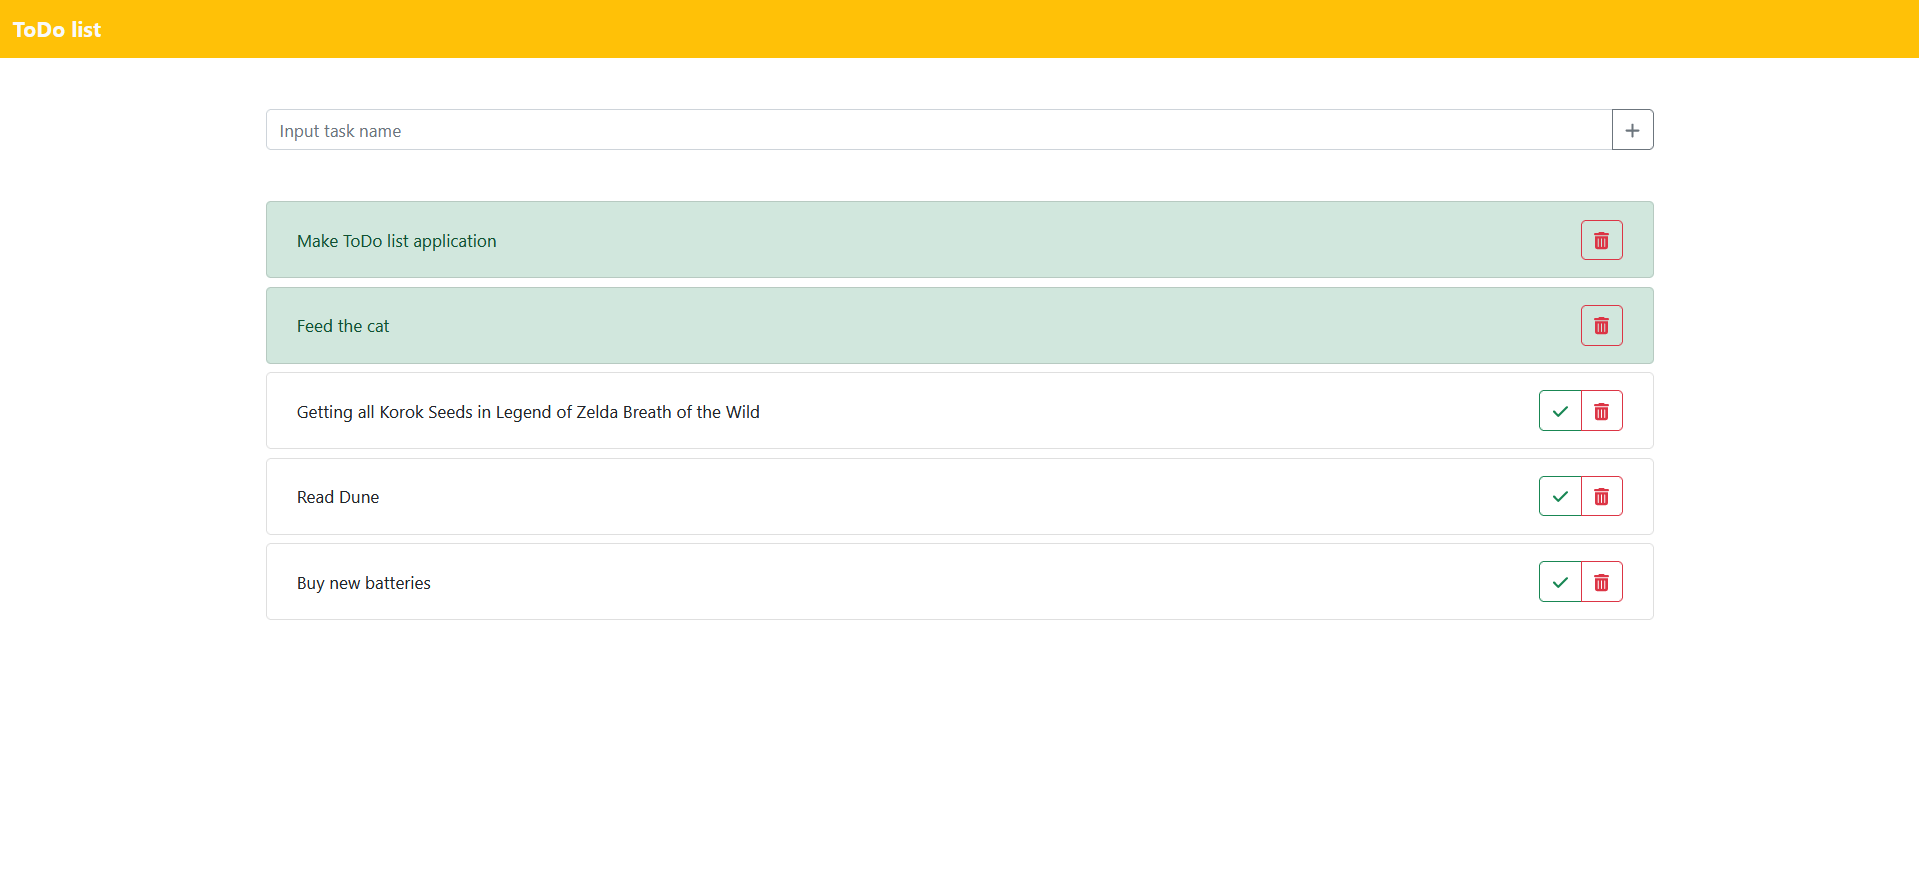 ToDo list
Input task name
Make ToDo list application
Feed the cat
Getting all Korok Seeds in Legend of Zelda Breath of the Wild
Read Dune
Buy new batteries